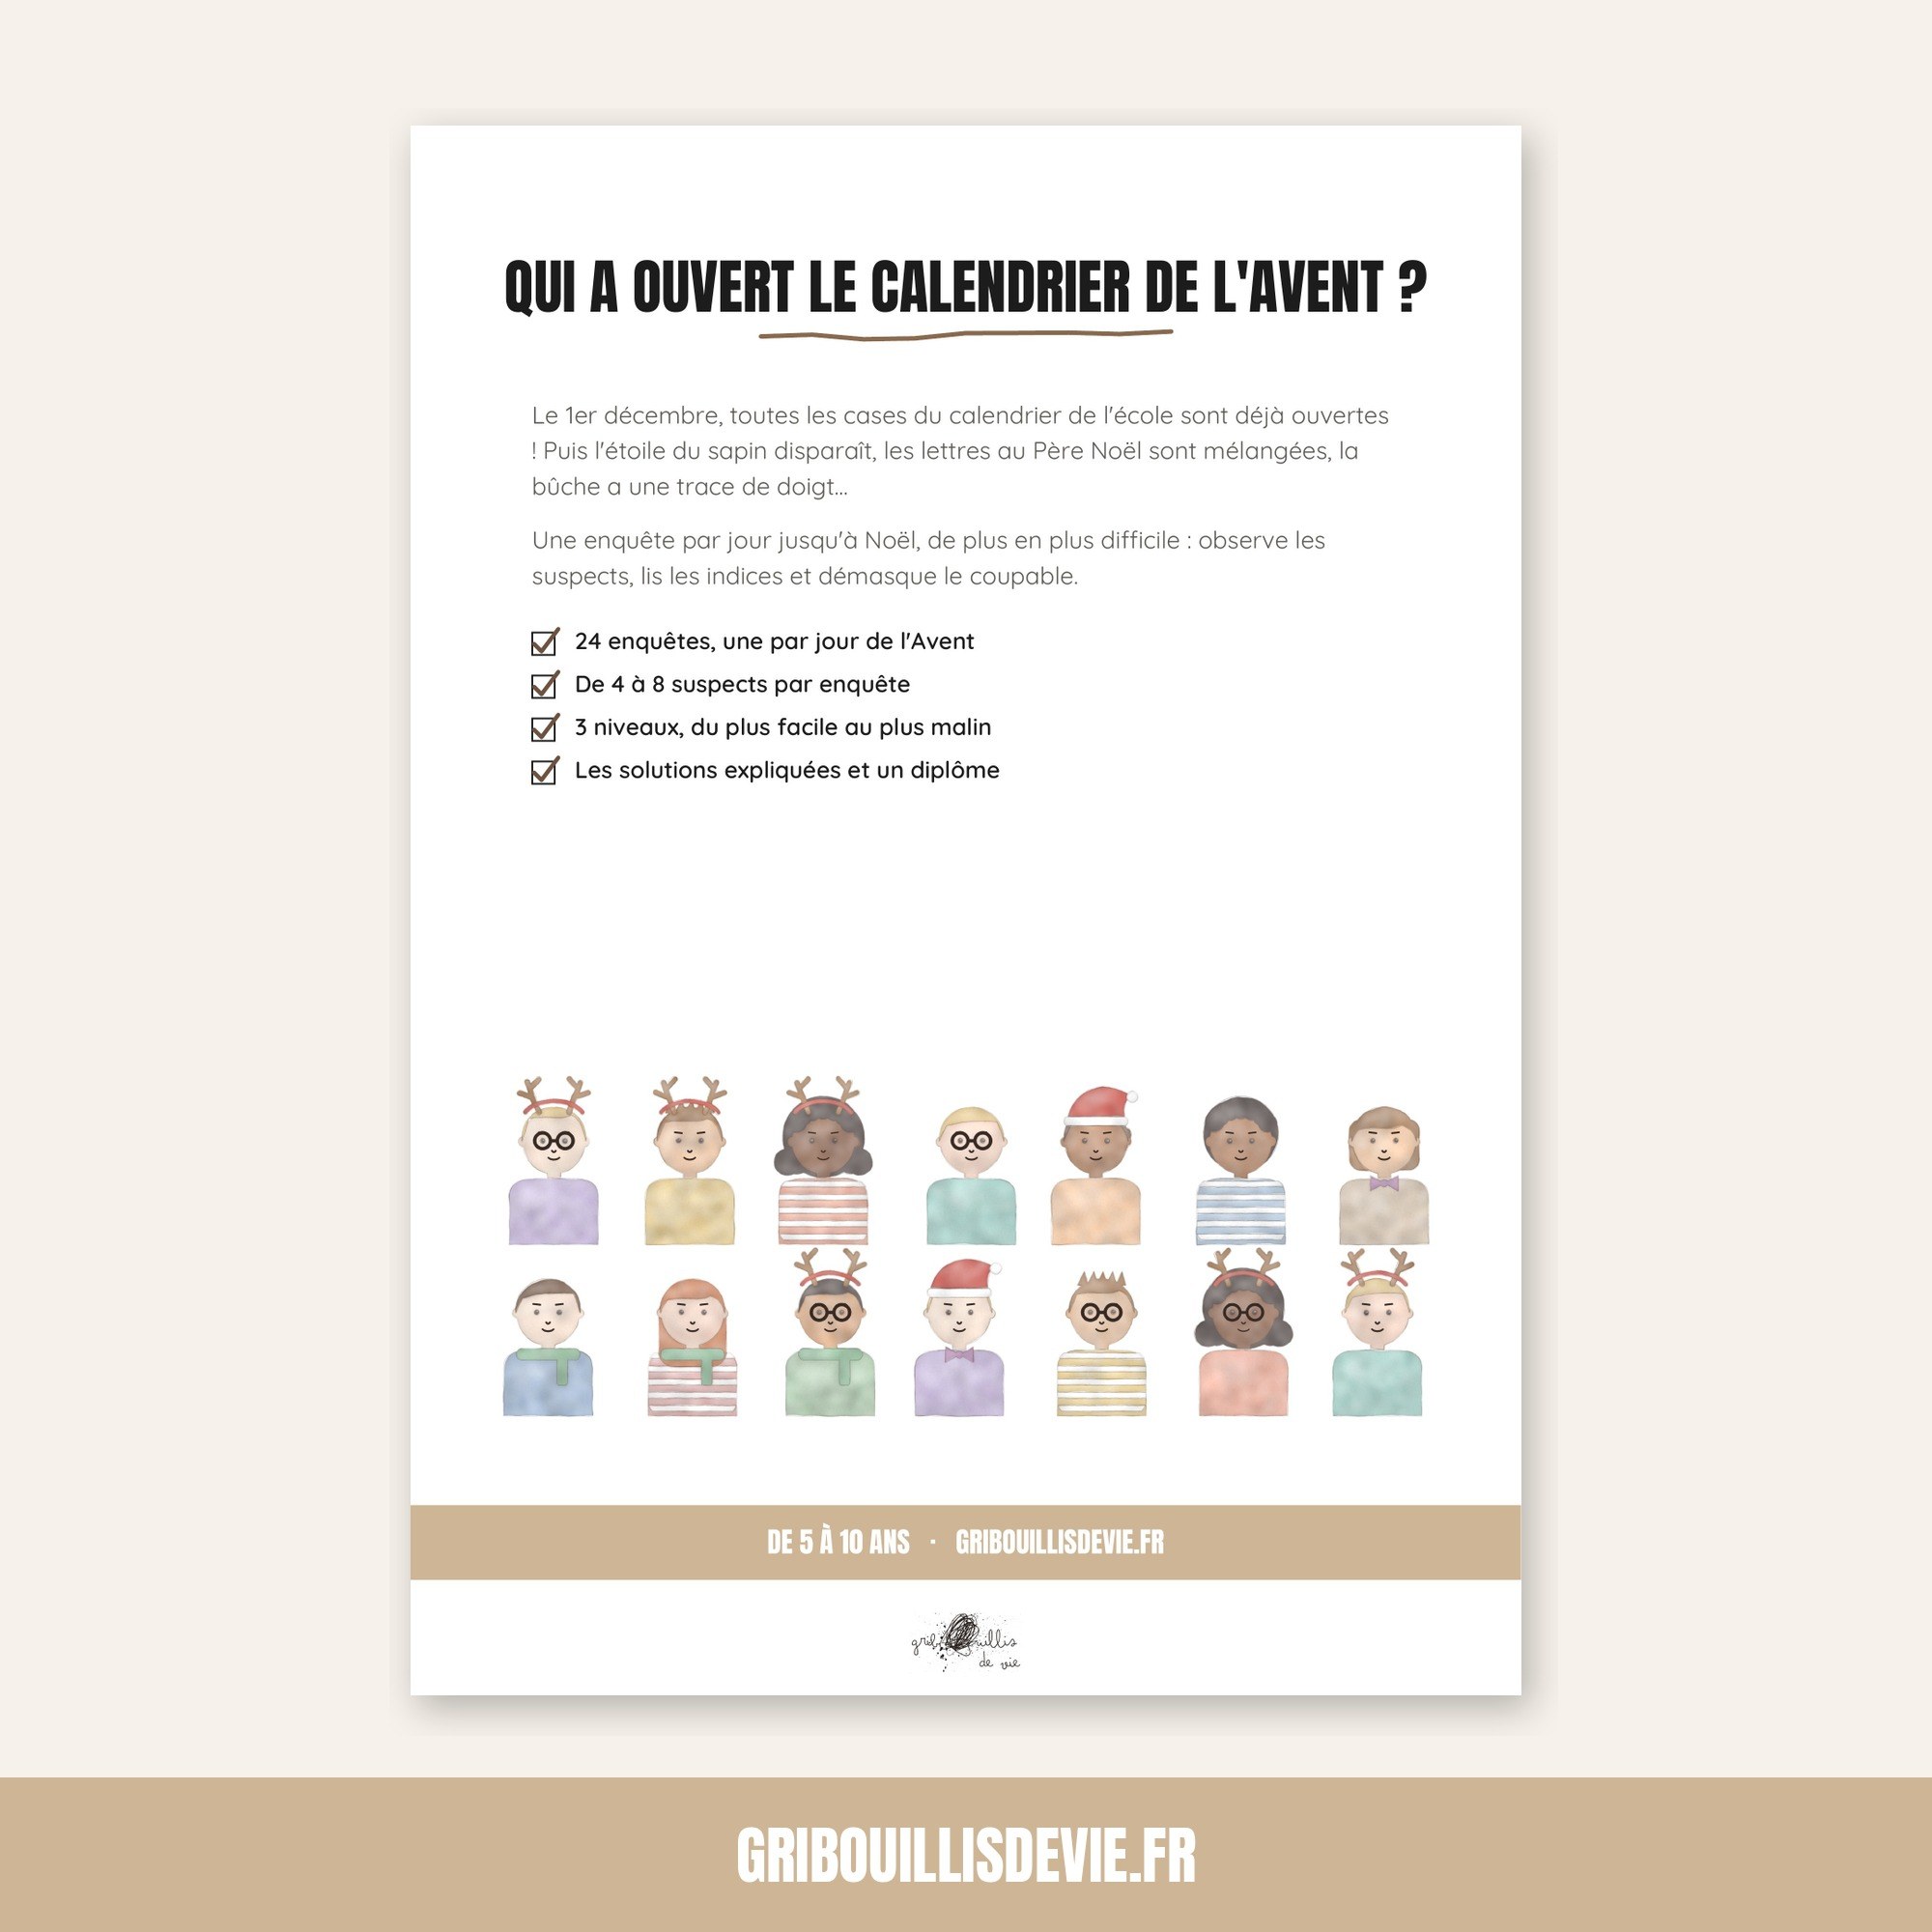 QUI A OUVERT LE CALENDRIER DE L'AVENT ?
Le 1er décembre, toutes les cases du calendrier de l'école sont déjà ouvertes
! Puis l'étoile du sapin disparaît, les lettres au Père Noël sont mélangées, la
bûche a une trace de doigt...
Une enquête par jour jusqu'à Noël, de plus en plus difficile : observe les
suspects, lis les indices et démasque le coupable.
24 enquêtes, une par jour de l'Avent
De 4 à 8 suspects par enquête
3 niveaux, du plus facile au plus malin
Les solutions expliquées et un diplôme
DE 5 À 10 ANS · GRIBOUILLISDEVIE.FR
gribouillis
de vie
GRIBOUILLISDEVIE.FR